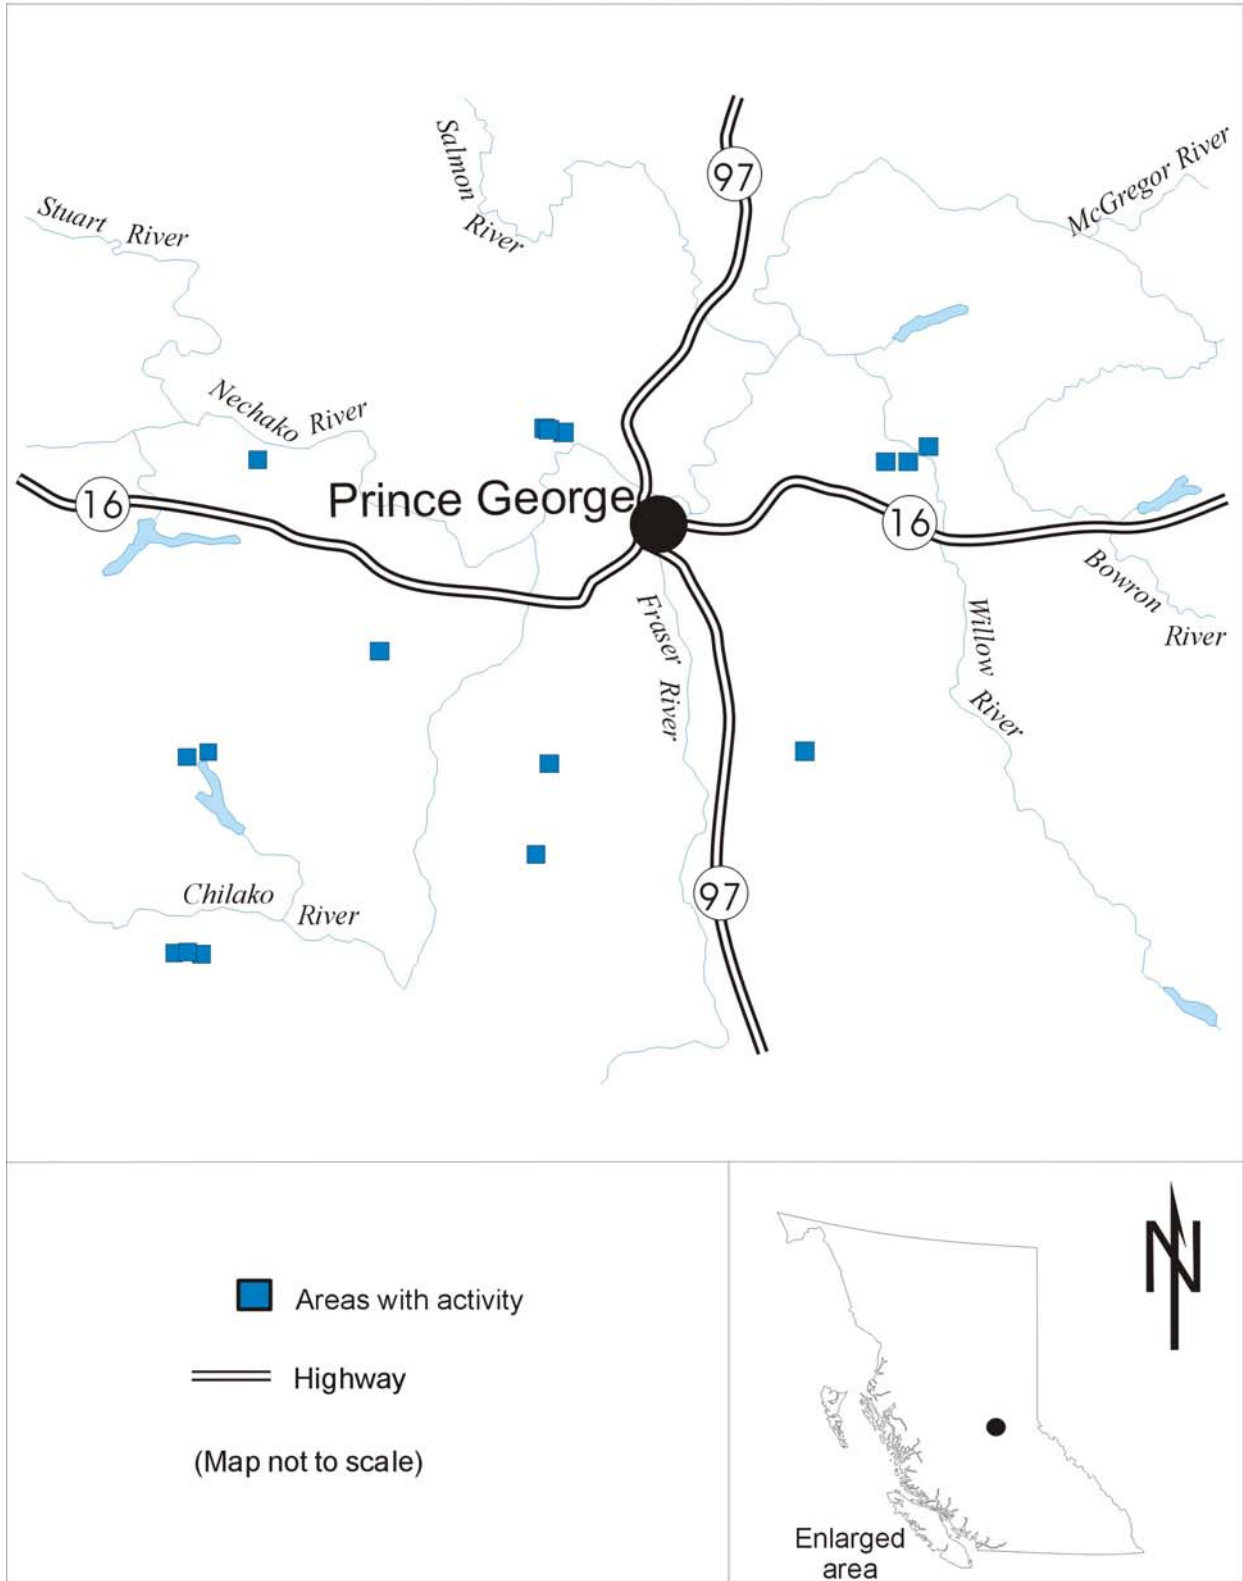 97
Salmon
River
McGregor River
Stuart River
Nechako River
Prince George
16
16
Bowron
River
Fraser
River
Willow
River
97
Chilako
River
Areas with activity
Highway
(Map not to scale)
N
Enlarged
area